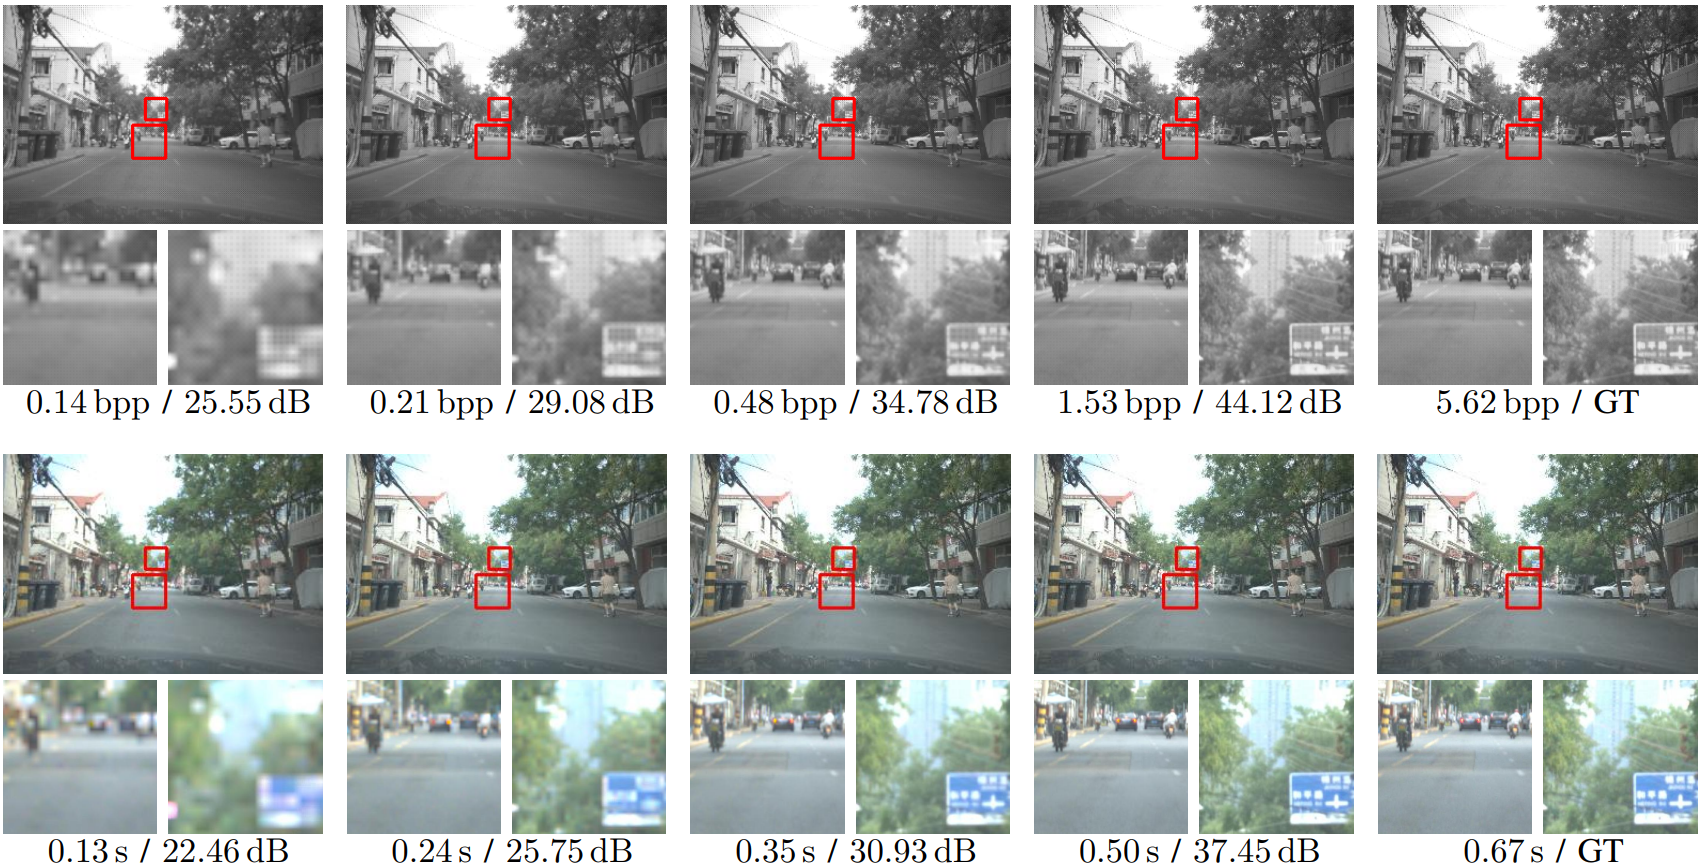 0.14 bpp / 25.55 dB
0.21 bpp / 29.08 dB
0.48 bpp / 34.78 dB
1.53 bpp / 44.12 dB
5.62 bpp / GT
0.13 s / 22.46 dB
0.24 s / 25.75 dB
0.35 s / 30.93 dB
0.50 s / 37.45 dB
0.67 s / GT